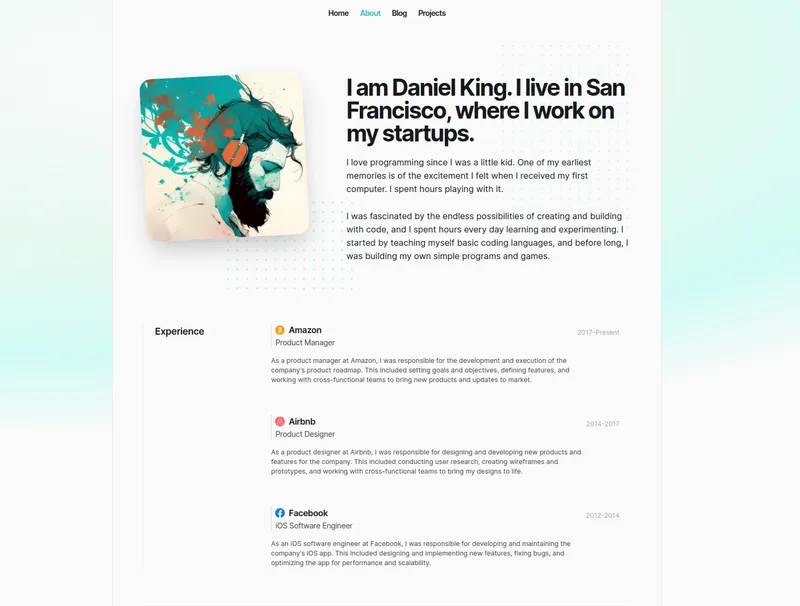 Home About Blog Projects
I am Daniel King. I live in San
Francisco, where I work on
my startups.
I love programming since I was a little kid. One of my earliest
memories is of the excitement I felt when I received my first
computer. I spent hours playing with it.
I was fascinated by the endless possibilities of creating and building
with code, and I spent hours every day learning and experimenting. I
started by teaching myself basic coding languages, and before long, I
was building my own simple programs and games.
Experience
Amazon
2017-Present
Product Manager
As a product manager at Amazon, I was responsible for the development and execution of the
company's product roadmap. This included setting goals and objectives, defining features, and
working with cross-functional teams to bring new products and updates to market.
Airbnb
2014-2017
Product Designer
As a product designer at Airbnb, I was responsible for designing and developing new products and
features for the company. This included conducting user research, creating wireframes and
prototypes, and working with cross-functional teams to bring my designs to life.
Facebook
2012-2014
iOS Software Engineer
As an iOS software engineer at Facebook, I was responsible for developing and maintaining the
company's iOS app. This included designing and implementing new features, fixing bugs, and
optimizing the app for performance and scalability.